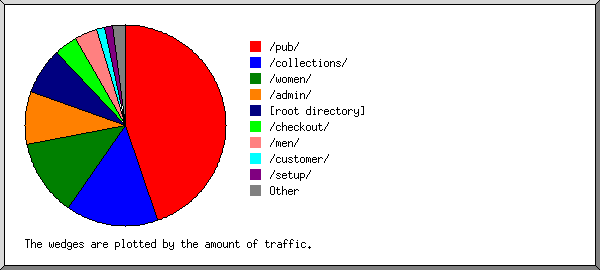 /pub/
/collections/
/women/
/admin/
[root directory]
/checkout/
/men/
/customer/
/setup/
Other
The wedges are plotted by the amount of traffic.